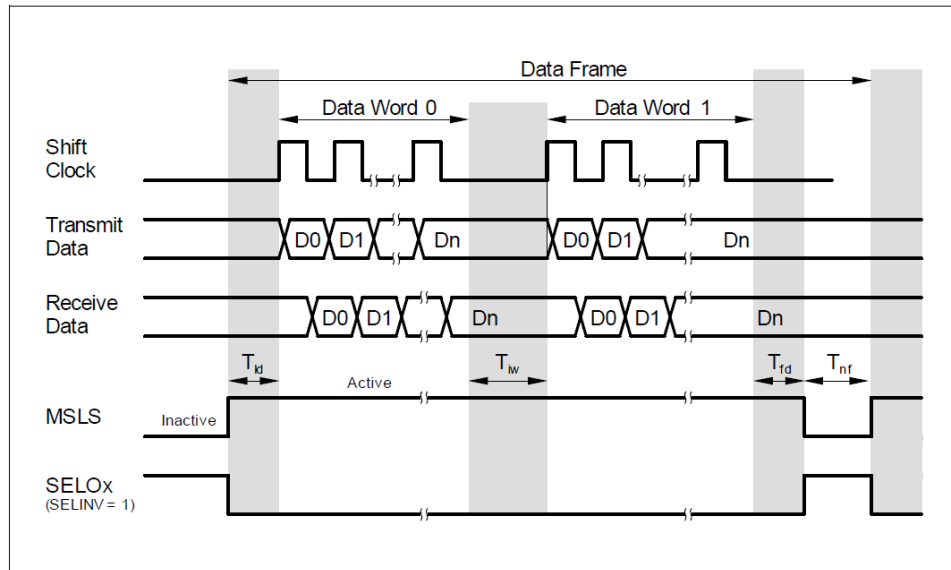 Data Frame
Data Word 0
Data Word 1
Shift
Clock
Transmit
Data
D0
D1
Dn
D0
D1
Dn
Receive
Data
D0
D1
Dn
D0
D1
Dn
Tld
Active
Tiw
Tfd
Tnf
MSLS
Inactive
SELOx
(SELINV = 1)